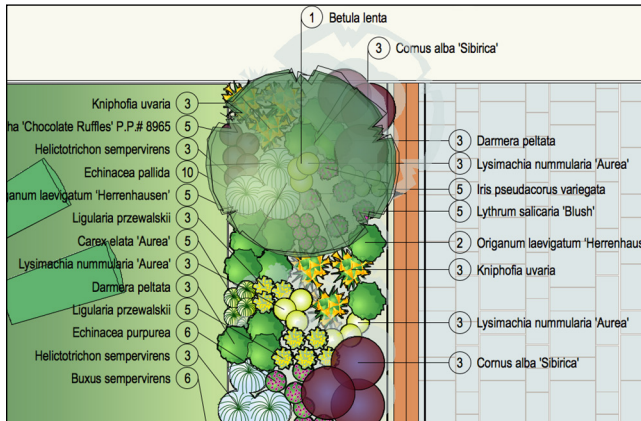 1 Betula lenta
3 Cornus alba 'Sibirica'
Kniphofia uvaria 3
'Chocolate Ruffles' P.P.# 8965 5
Helictotrichon sempervirens 3
Echinacea pallida 10
laevigatum 'Herrenhausen' 5
Ligularia przewalskii 3
Carex elata 'Aurea' 5
Lysimachia nummularia 'Aurea' 3
Darmera peltata 3
Ligularia przewalskii 5
Echinacea purpurea 6
Helictotrichon sempervirens 3
Buxus sempervirens 6
3 Darmera peltata
3 Lysimachia nummularia 'Aurea'
5 Iris pseudacorus variegata
5 Lythrum salicaria 'Blush'
2 Origanum laevigatum 'Herrenhaus
3 Kniphofia uvaria
3 Lysimachia nummularia 'Aurea'
3 Cornus alba 'Sibirica'